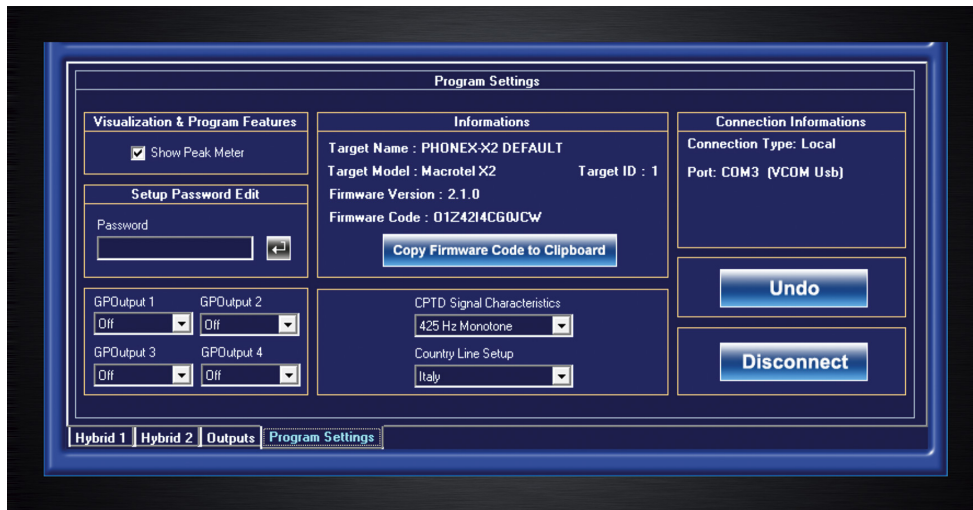 Program Settings
Visualization & Program Features
Show Peak Meter
Setup Password Edit
Password
GPOutput 1 GPOutput 2
Off Off
GPOutput 3 GPOutput 4
Off Off
Informations
Target Name : PHONEX-X2 DEFAULT
Target Model : Macrotel X2 Target ID : 1
Firmware Version : 2.1.0
Firmware Code : 01Z42I4CG0JCW
Copy Firmware Code to Clipboard
CPTD Signal Characteristics
425 Hz Monotone
Country Line Setup
Italy
Connection Informations
Connection Type: Local
Port: COM3 (VCOM Usb)
Undo
Disconnect
Hybrid 1 Hybrid 2 Outputs Program Settings